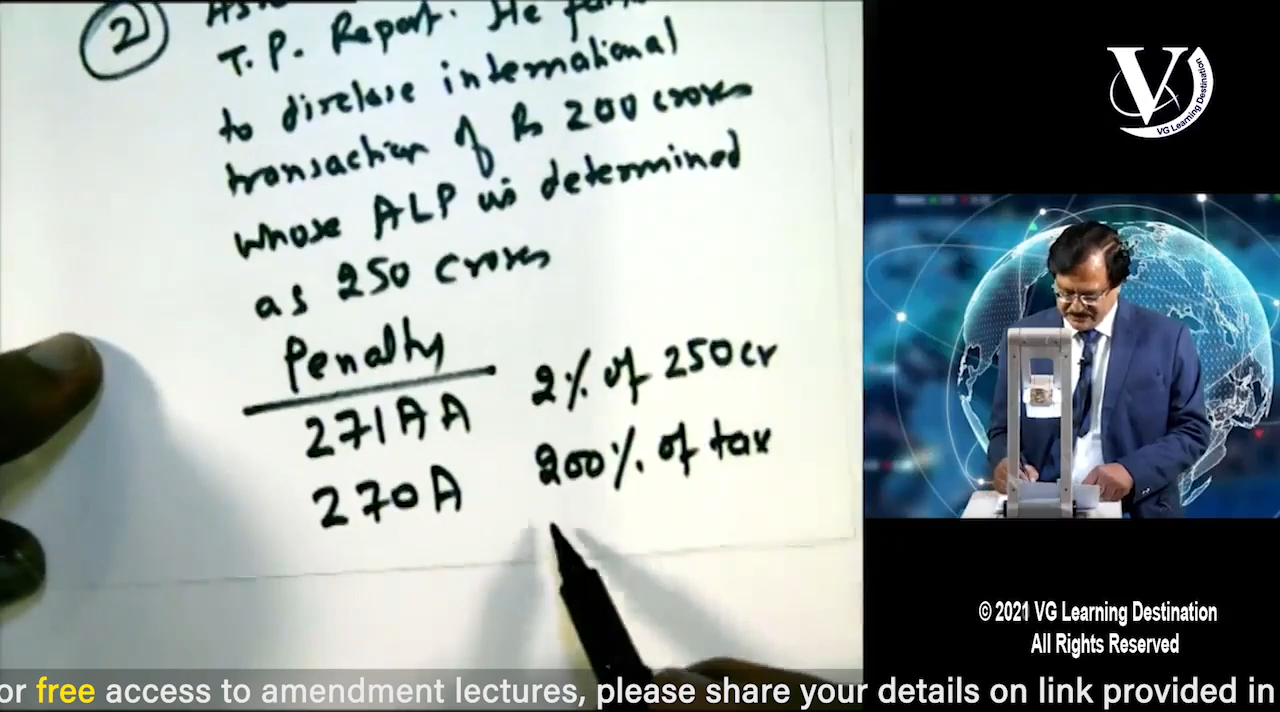 2
T. P. Report. He
to disclose international
transaction of Rs 200 crores
whose ALP is determined
as 250 crores
Penalty
271AA 2% of 250cr
270A 200% of tax
V
VG Learning Destination
© 2021 VG Learning Destination
All Rights Reserved
or free access to amendment lectures, please share your details on link provided in